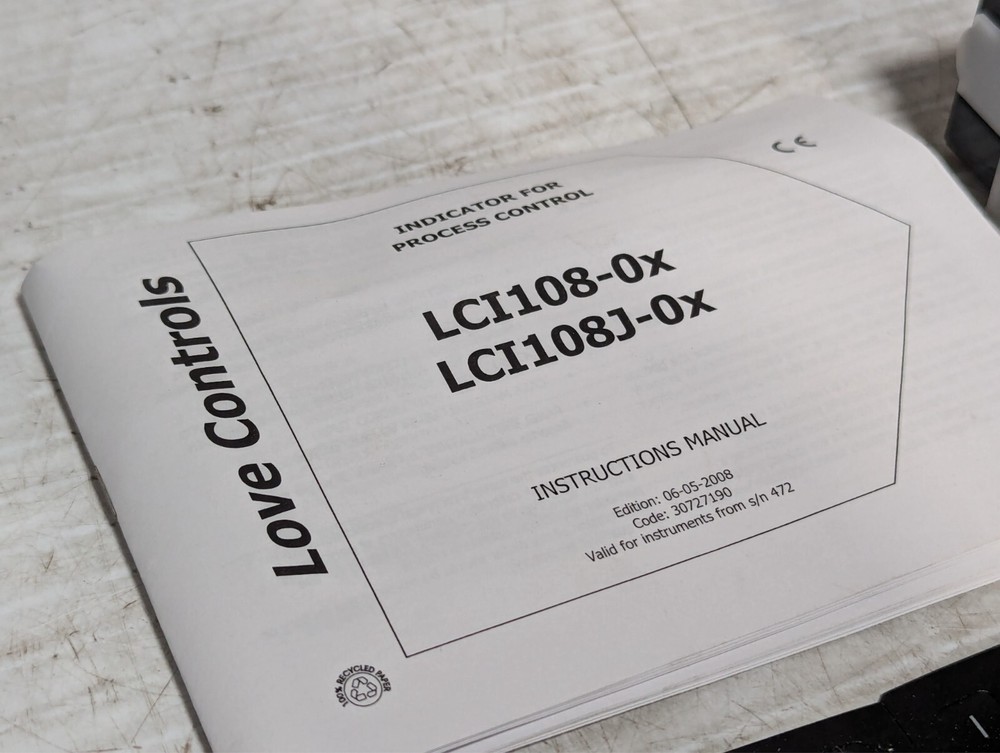 CE
INDICATOR FOR
PROCESS CONTROL
LCI108-0x
LCI108J-0x
Love Controls
INSTRUCTIONS MANUAL
Edition: 06-05-2008
Code: 30727190
Valid for instruments from s/n 472
100% RECYCLED PAPER